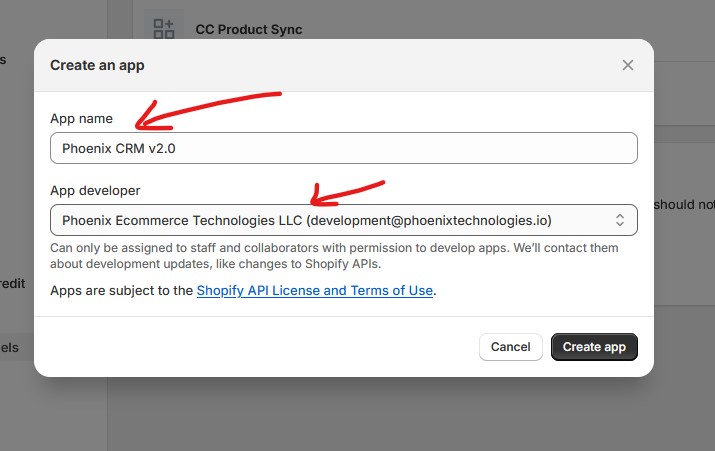 CC Product Sync
s
Create an app
App name
Phoenix CRM v2.0
App developer
Phoenix Ecommerce Technologies LLC (development@phoenixtechnologies.io)
should not
Can only be assigned to staff and collaborators with permission to develop apps. We'll contact them
about development updates, like changes to Shopify APIs.
redit
Apps are subject to the Shopify API License and Terms of Use.
els
Cancel
Create app